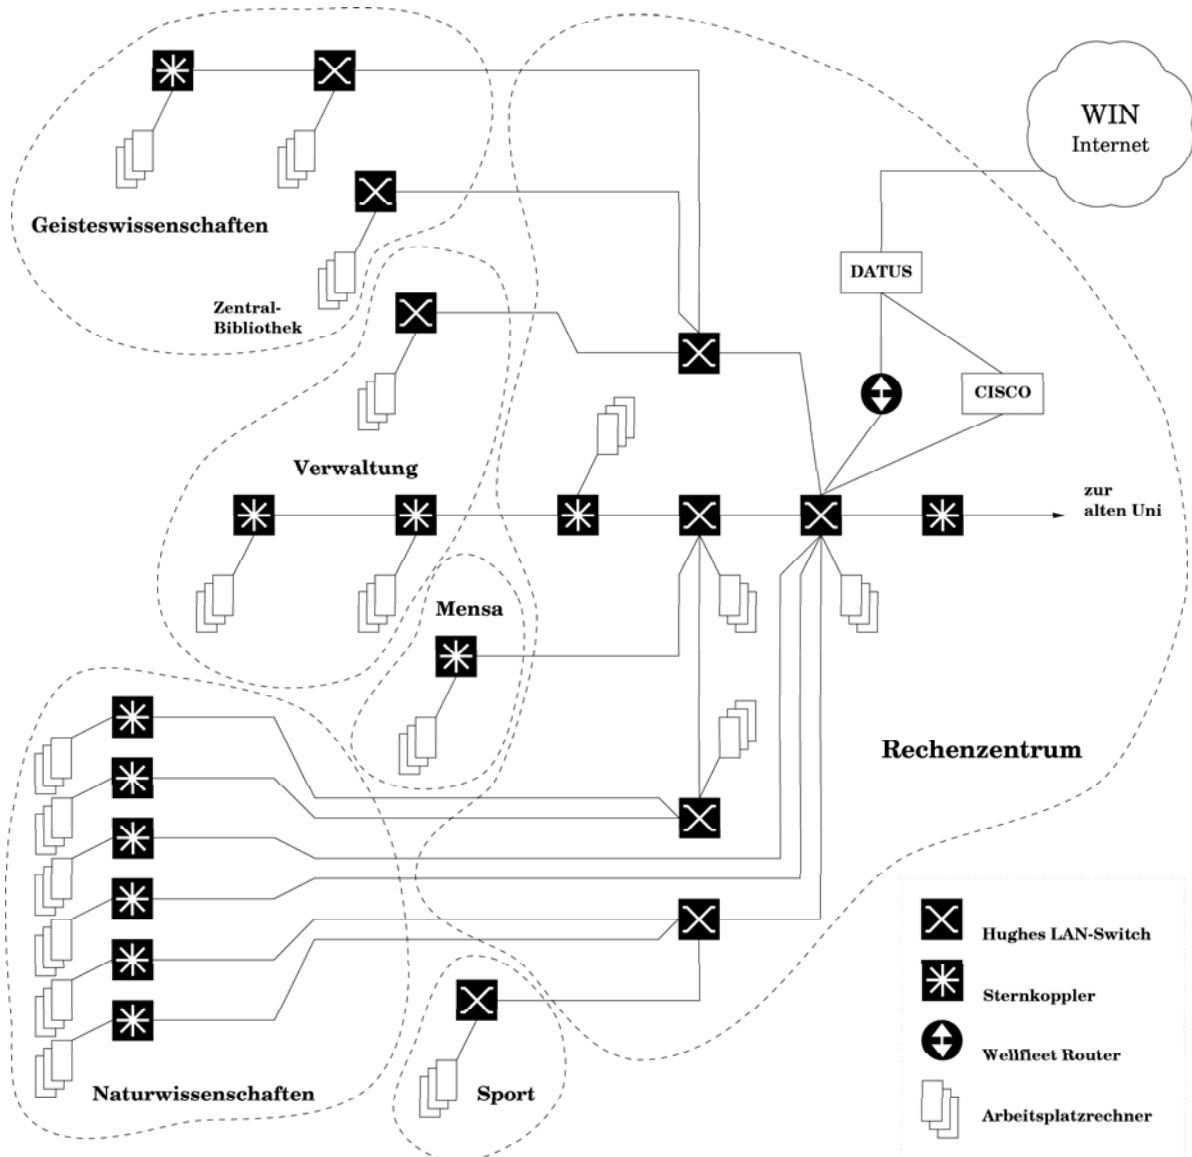 WIN
Internet
Geisteswissenschaften
DATUS
Zentral-
Bibliothek
CISCO
Verwaltung
zur
alten Uni
Mensa
Rechenzentrum
Hughes LAN-Switch
Sternkoppler
Wellfleet Router
Naturwissenschaften
Sport
Arbeitsplatzrechner